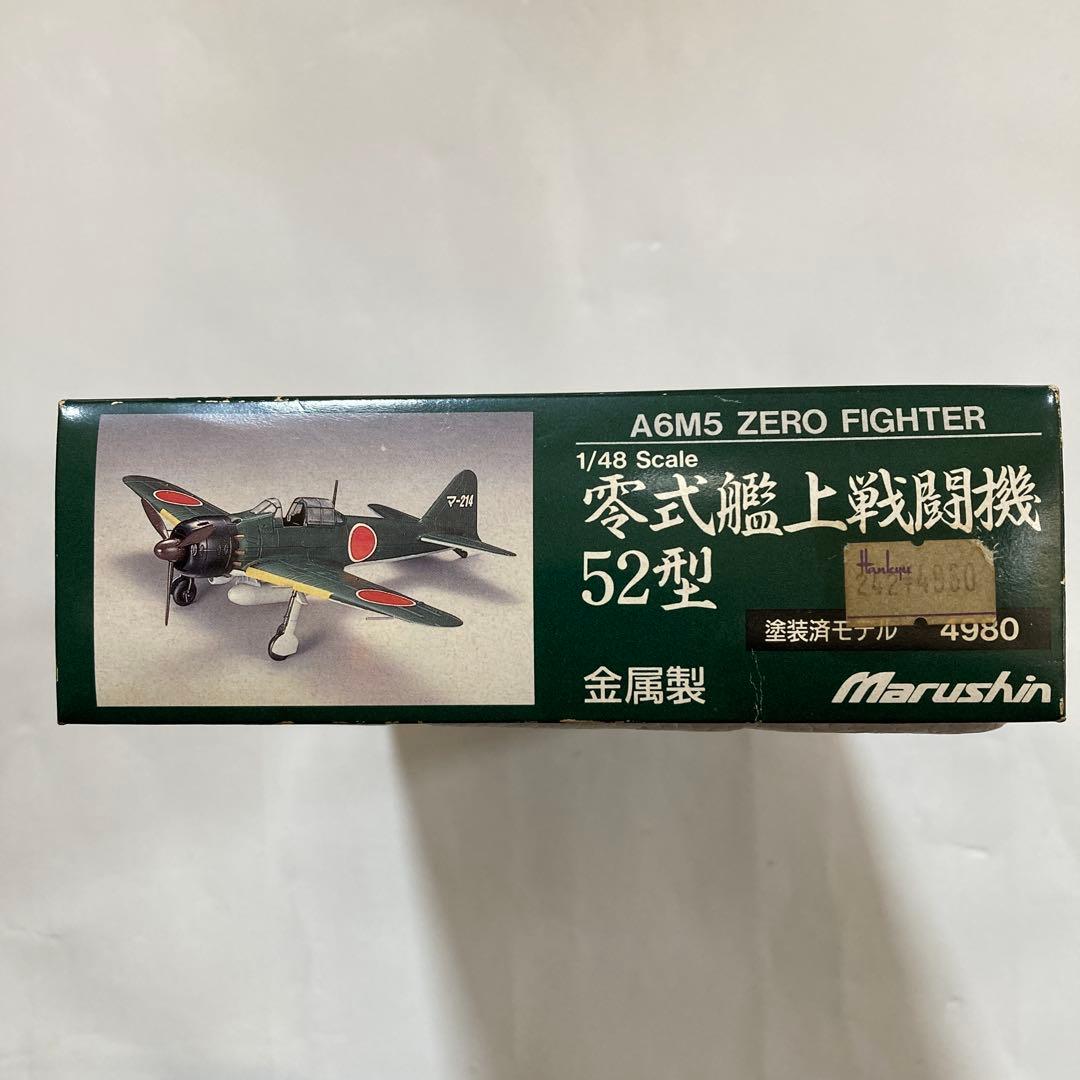 A6M5 ZERO FIGHTER
1/48 Scale
零式艦上戦闘機
52型
Hankyu
塗装済モデル 4980
金属製
Marushin
マ-214